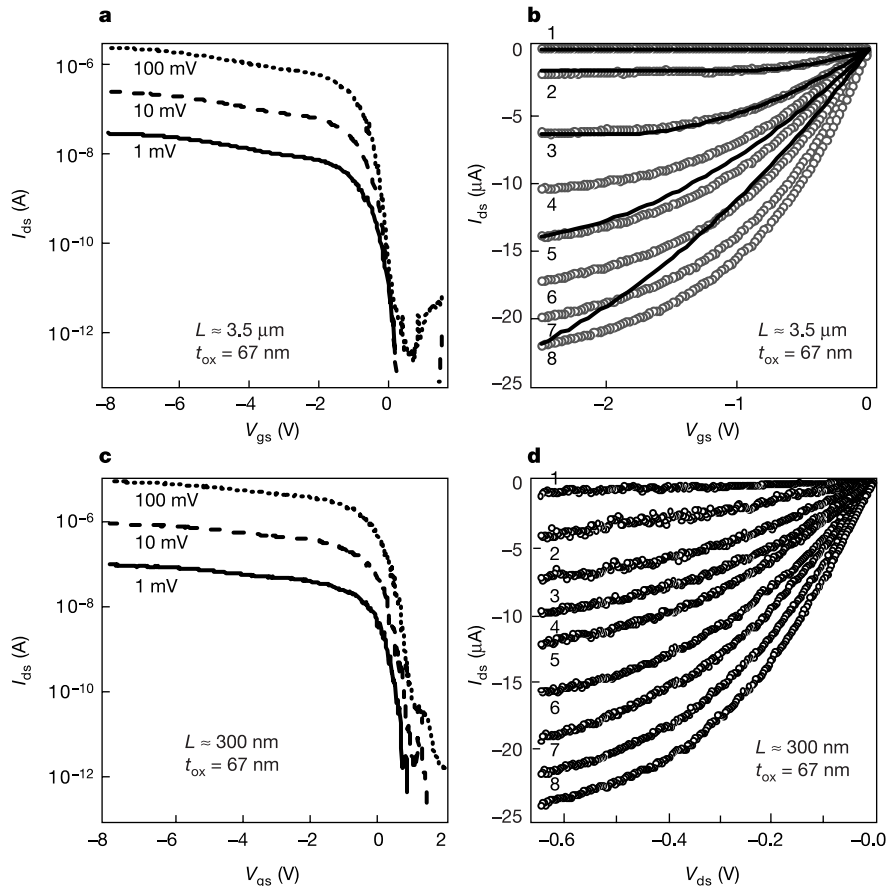 a
10⁻⁶
10⁻⁸
10⁻¹⁰
10⁻¹²
I_ds (A)
100 mV
10 mV
1 mV
L ≈ 3.5 μm
t_ox = 67 nm
−8 −6 −4 −2 0
V_gs (V)
b
0
−5
−10
−15
−20
−25
I_ds (μA)
1
2
3
4
5
6
7
8
L ≈ 3.5 μm
t_ox = 67 nm
−2 −1 0
V_gs (V)
c
10⁻⁶
10⁻⁸
10⁻¹⁰
10⁻¹²
I_ds (A)
100 mV
10 mV
1 mV
L ≈ 300 nm
t_ox = 67 nm
−8 −6 −4 −2 0 2
V_gs (V)
d
0
−5
−10
−15
−20
−25
I_ds (μA)
1
2
3
4
5
6
7
8
L ≈ 300 nm
t_ox = 67 nm
−0.6 −0.4 −0.2 −0.0
V_ds (V)